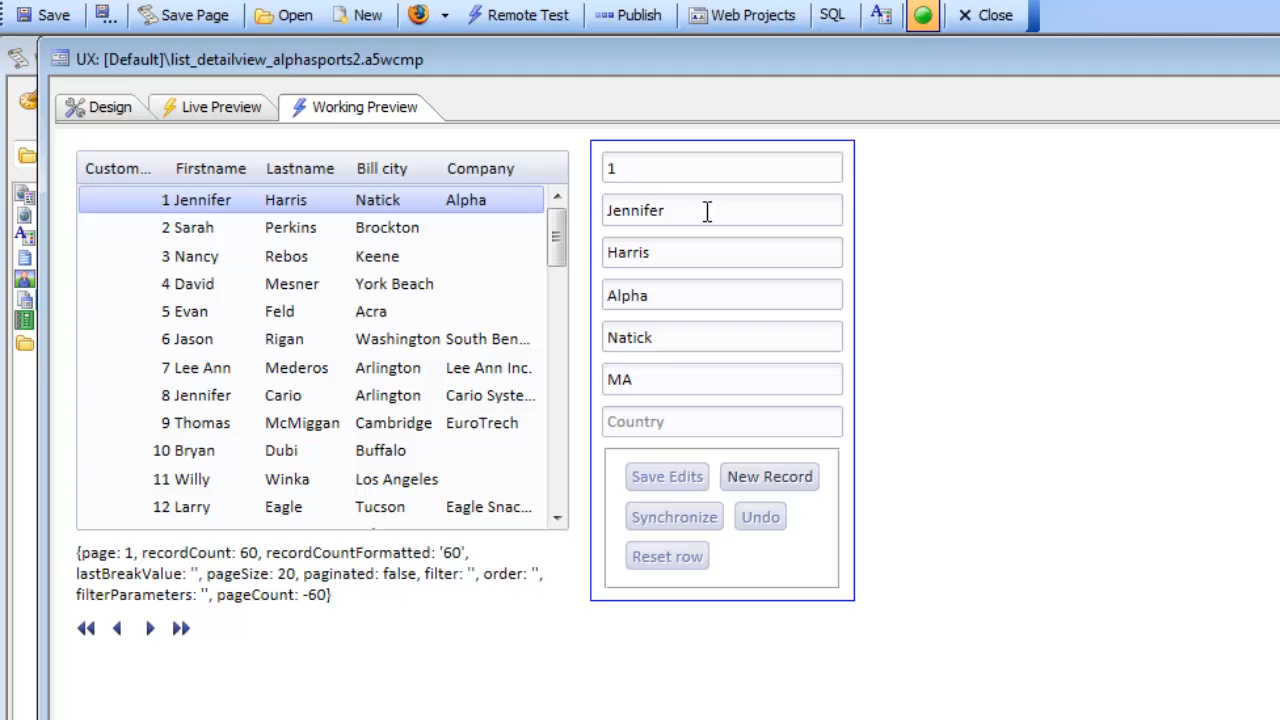 Save Save Page Open New Remote Test Publish Web Projects SQL Close
UX: [Default]\list_detailview_alphasports2.a5wcmp
Design Live Preview Working Preview
Custom... Firstname Lastname Bill city Company
1 Jennifer Harris Natick Alpha
2 Sarah Perkins Brockton
3 Nancy Rebos Keene
4 David Mesner York Beach
5 Evan Feld Acra
6 Jason Rigan Washington South Ben...
7 Lee Ann Mederos Arlington Lee Ann Inc.
8 Jennifer Cario Arlington Cario Syste...
9 Thomas McMiggan Cambridge EuroTrech
10 Bryan Dubi Buffalo
11 Willy Winka Los Angeles
12 Larry Eagle Tucson Eagle Snac...
{page: 1, recordCount: 60, recordCountFormatted: '60',
lastBreakValue: '', pageSize: 20, paginated: false, filter: '', order: '',
filterParameters: '', pageCount: -60}
1
Jennifer
Harris
Alpha
Natick
MA
Country
Save Edits New Record
Synchronize Undo
Reset row